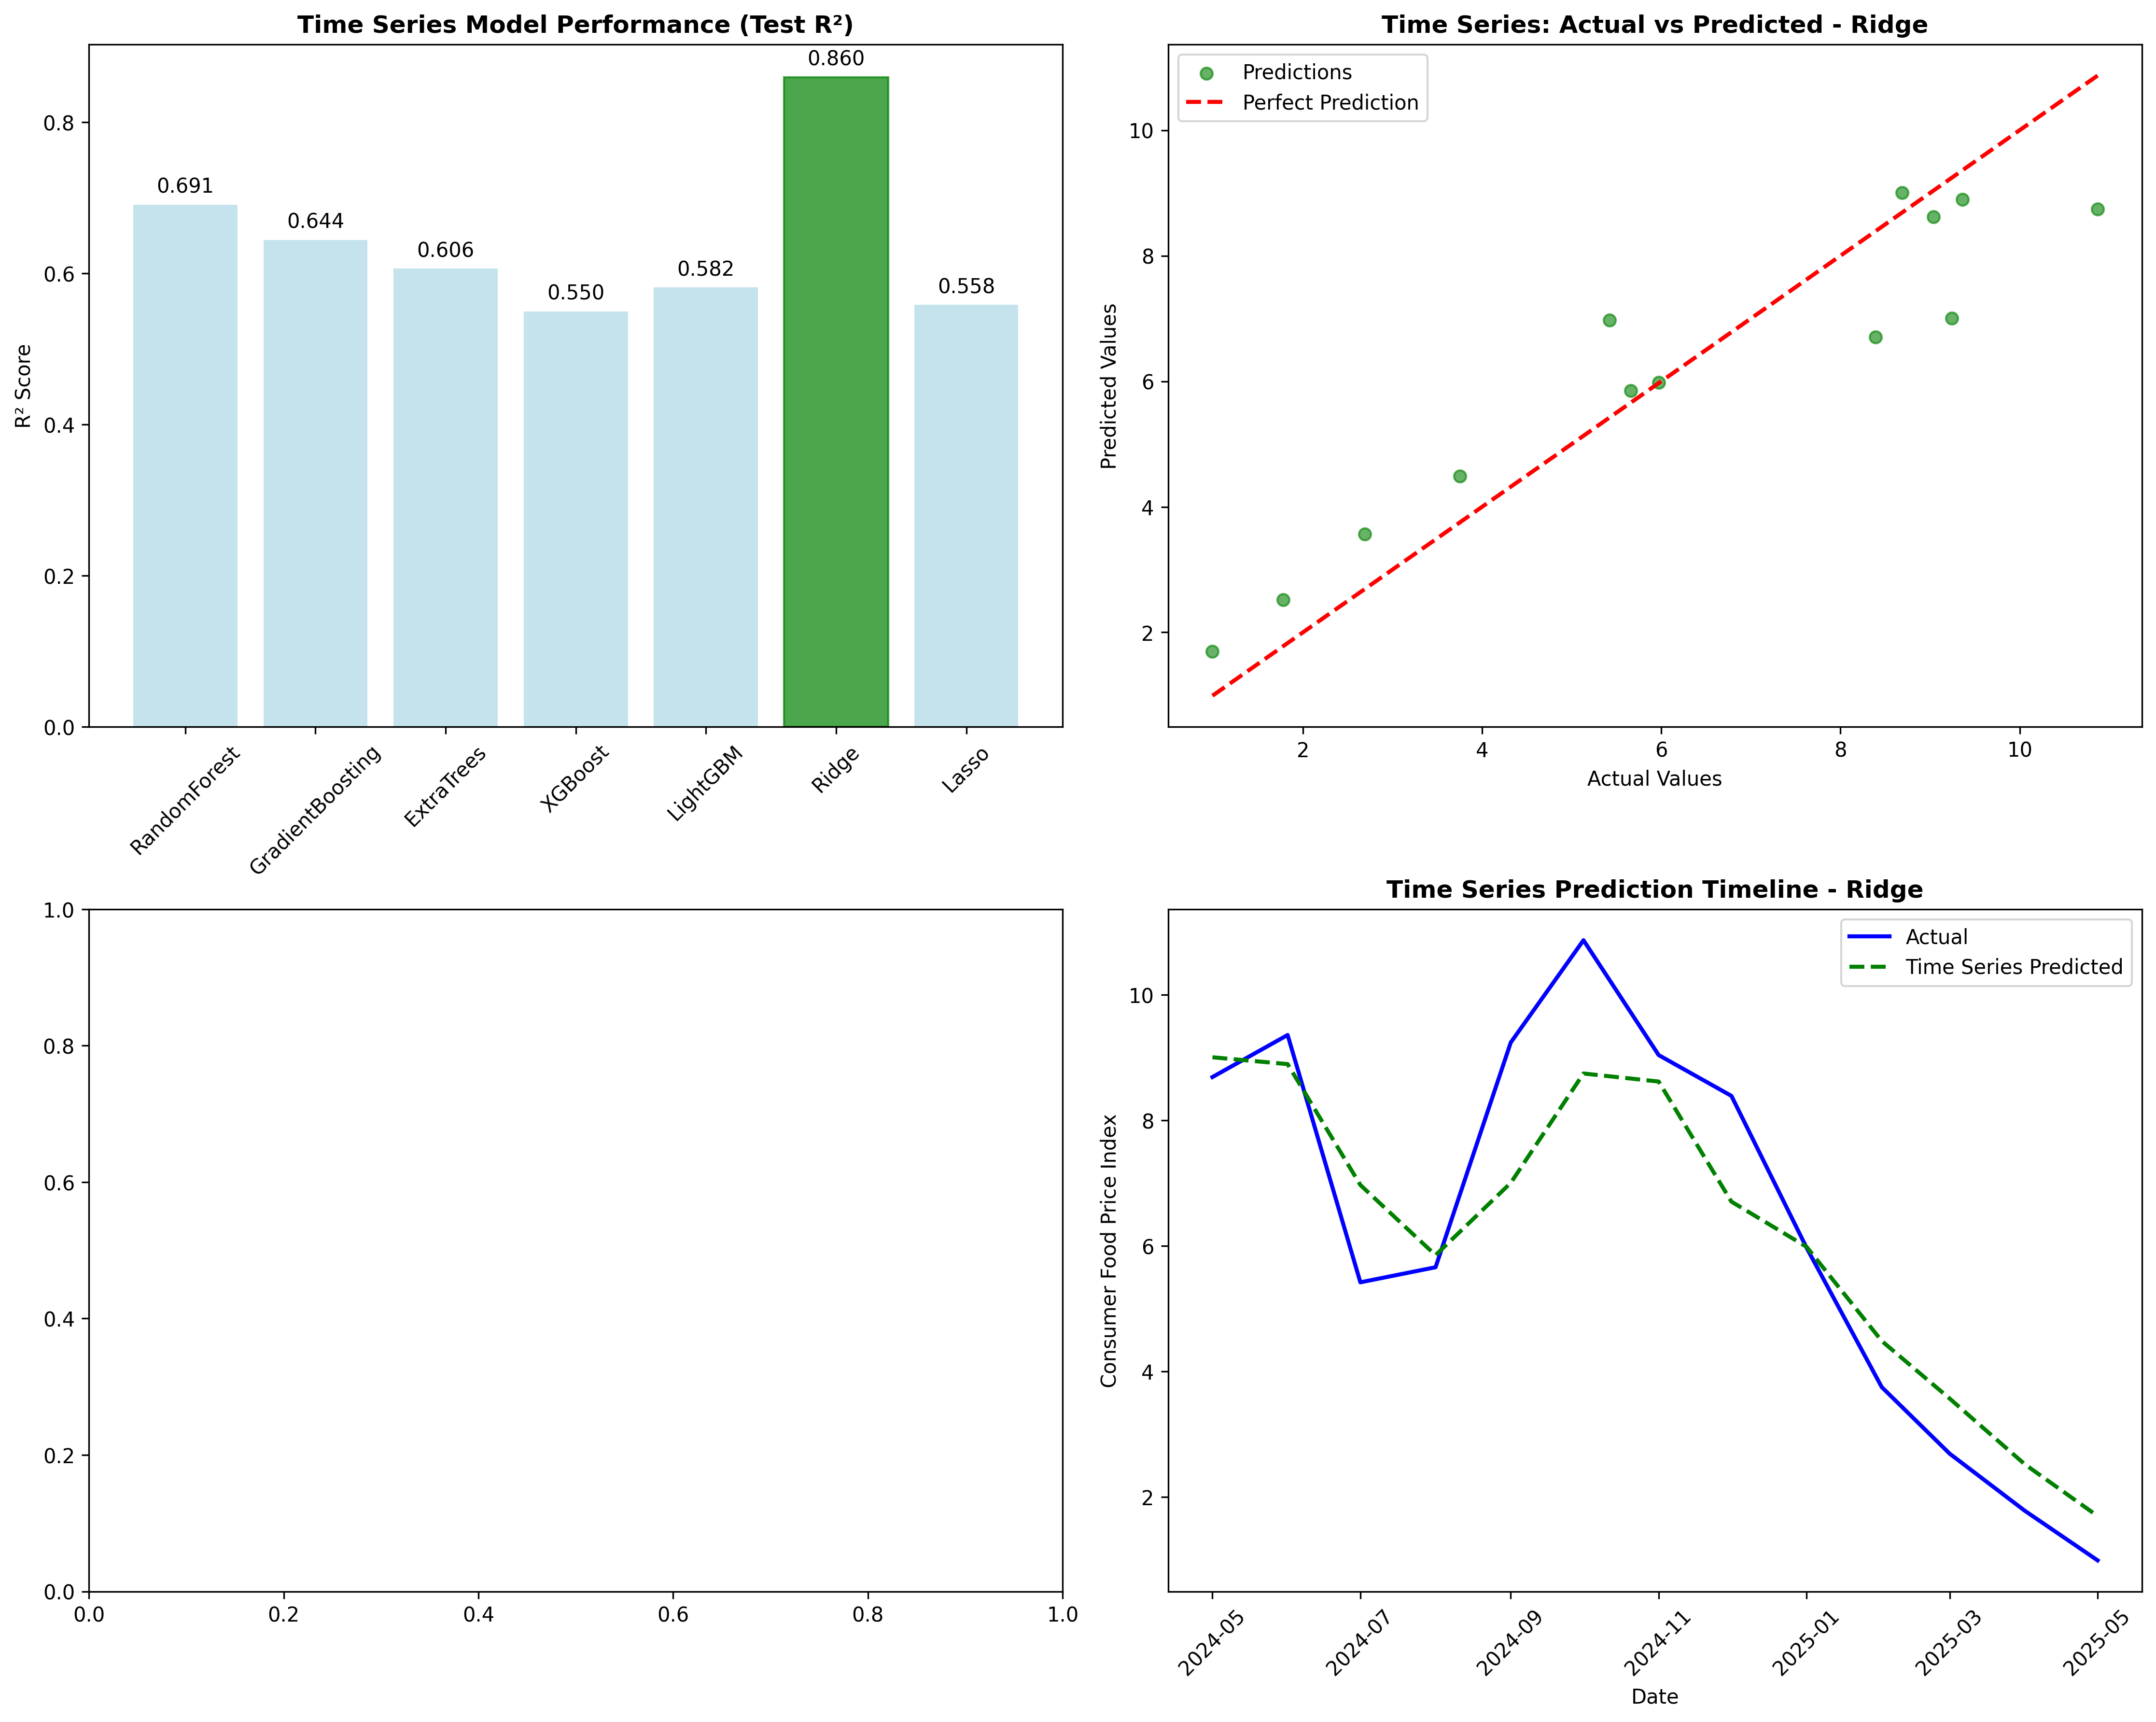 Time Series Model Performance (Test R²)
R² Score
0.8
0.6
0.4
0.2
0.0
0.691
0.644
0.606
0.550
0.582
0.860
0.558
RandomForest
GradientBoosting
ExtraTrees
XGBoost
LightGBM
Ridge
Lasso
Time Series: Actual vs Predicted - Ridge
Predictions
Perfect Prediction
Predicted Values
10
8
6
4
2
2
4
6
8
10
Actual Values
1.0
0.8
0.6
0.4
0.2
0.0
0.0
0.2
0.4
0.6
0.8
1.0
Time Series Prediction Timeline - Ridge
Actual
Time Series Predicted
Consumer Food Price Index
10
8
6
4
2
2024-05
2024-07
2024-09
2024-11
2025-01
2025-03
2025-05
Date